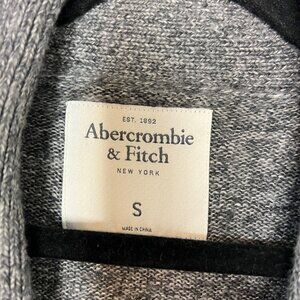 EST. 1892
Abercrombie
& Fitch
NEW YORK
S
MADE IN CHINA